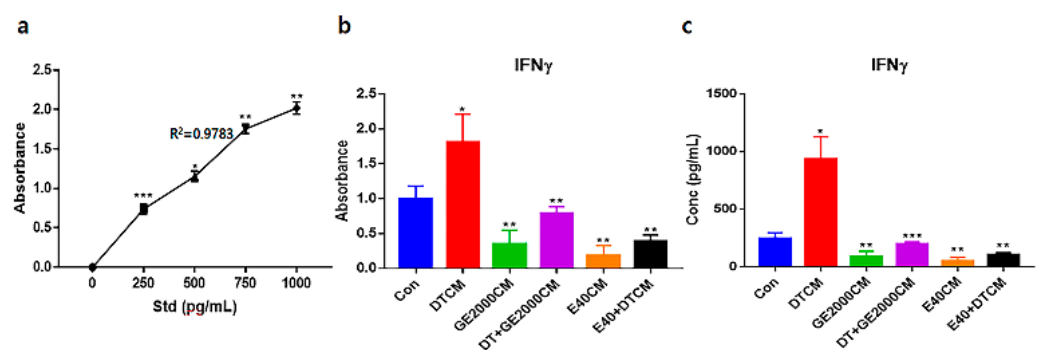 a
2.5
2.0
1.5
1.0
0.5
0.0
Absorbance
***
*
**
**
R²=0.9783
0 250 500 750 1000
Std (pg/mL)
b
IFNγ
2.5
2.0
1.5
1.0
0.5
0.0
Absorbance
*
**
**
**
**
Con
DTCM
GE2000CM
DT+GE2000CM
E40CM
E40+DTCM
c
IFNγ
1500
1000
500
0
Conc (pg/mL)
*
**
***
**
**
Con
DTCM
GE2000CM
DT+GE2000CM
E40CM
E40+DTCM